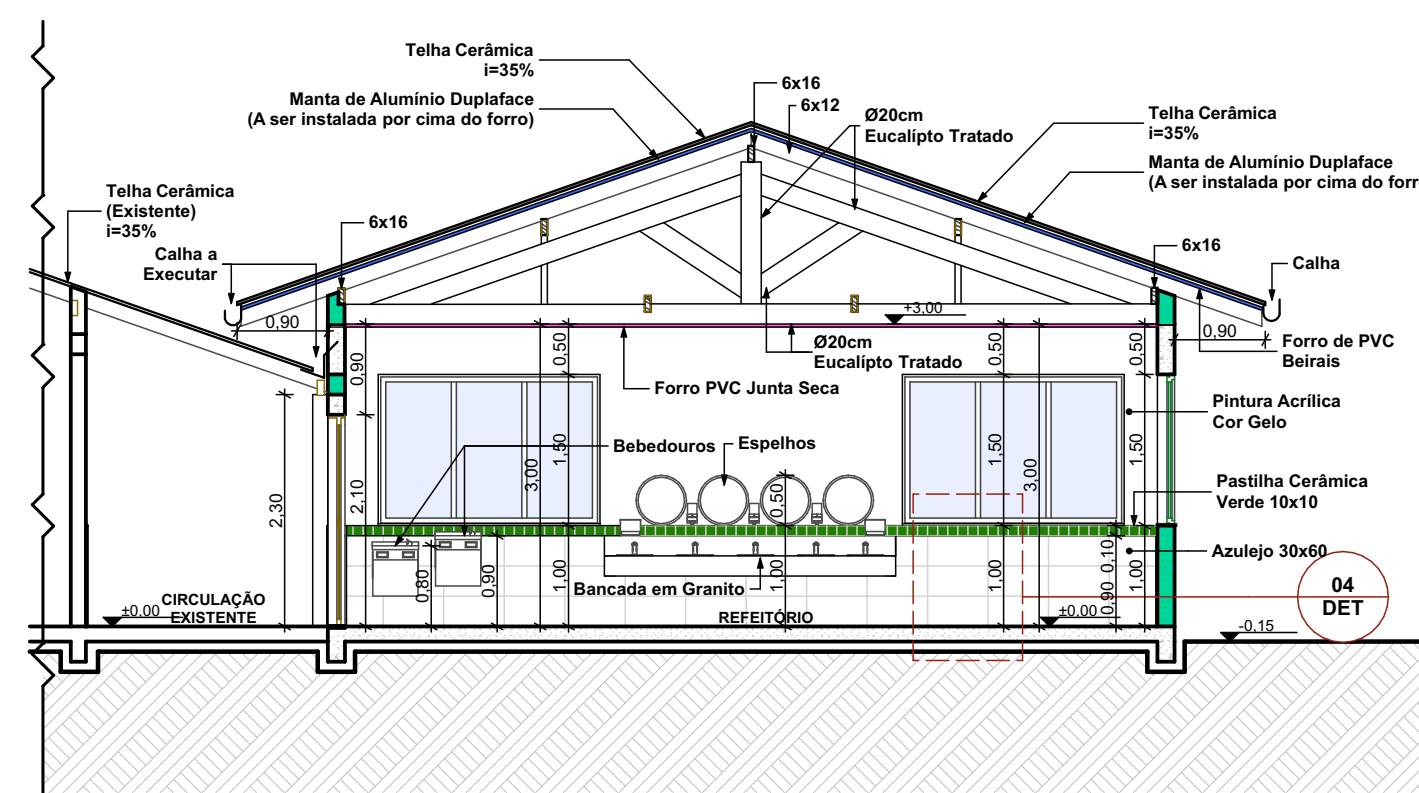 Telha Cerâmica
i=35%
Manta de Alumínio Duplaface
(A ser instalada por cima do forro)
6x16
6x12
Ø20cm
Eucalípto Tratado
Telha Cerâmica
i=35%
Manta de Alumínio Duplaface
(A ser instalada por cima do forr
Telha Cerâmica
(Existente)
i=35%
Calha a
Executar
6x16
6x16
Calha
0,90
+3,00
0,90
Forro de PVC
Beirais
Ø20cm
Eucalípto Tratado
Forro PVC Junta Seca
0,90
0,50
0,50
0,50
Pintura Acrílica
Cor Gelo
Bebedouros
Espelhos
2,30
2,10
3,00
1,50
0,50
1,50
3,00
1,50
Pastilha Cerâmica
Verde 10x10
Azulejo 30x60
0,80
0,90
1,00
1,00
1,00
0,90
0,10
1,00
Bancada em Granito
04
DET
±0,00
CIRCULAÇÃO
EXISTENTE
REFEITÓRIO
±0,00
-0,15